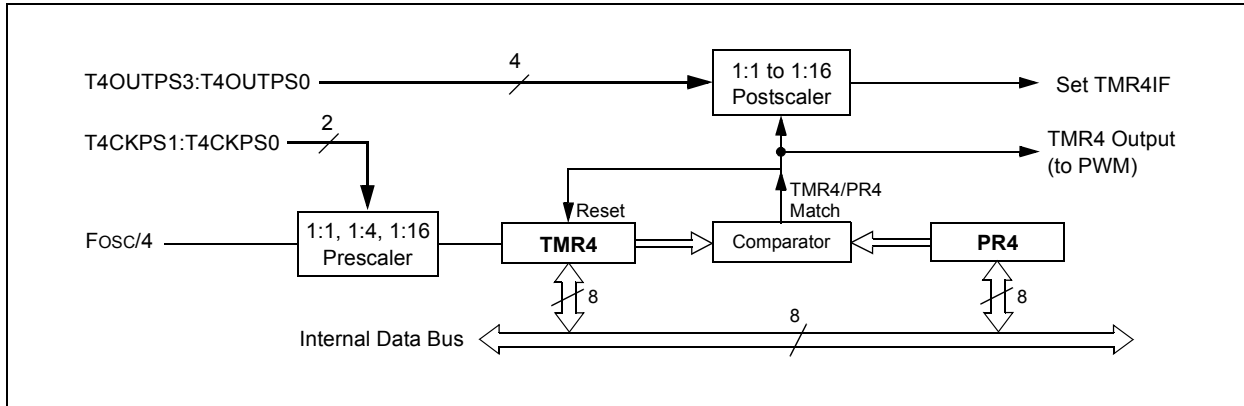 T4OUTPS3:T4OUTPS0
4
1:1 to 1:16
Postscaler
Set TMR4IF
T4CKPS1:T4CKPS0
2
TMR4 Output
(to PWM)
TMR4/PR4
Match
Reset
FOSC/4
1:1, 1:4, 1:16
Prescaler
TMR4
Comparator
PR4
8
8
8
Internal Data Bus